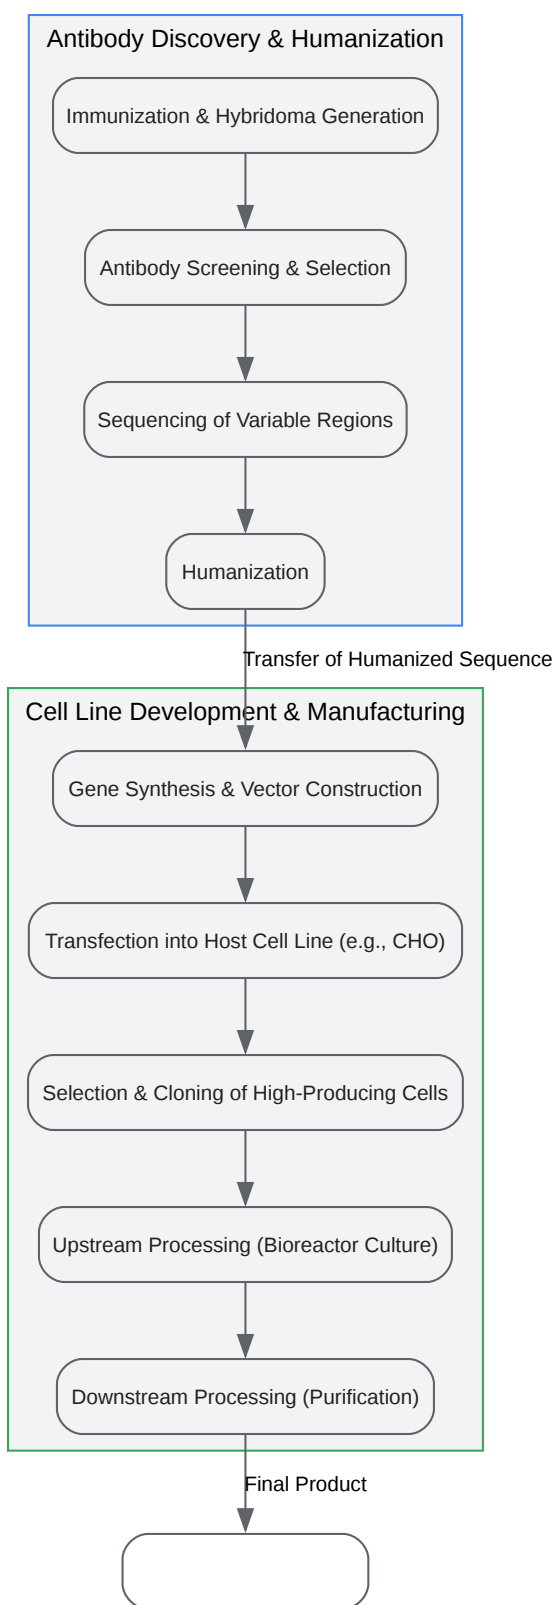 Antibody Discovery & Humanization
Immunization & Hybridoma Generation
Antibody Screening & Selection
Sequencing of Variable Regions
Humanization
Transfer of Humanized Sequence
Cell Line Development & Manufacturing
Gene Synthesis & Vector Construction
Transfection into Host Cell Line (e.g., CHO)
Selection & Cloning of High-Producing Cells
Upstream Processing (Bioreactor Culture)
Downstream Processing (Purification)
Final Product